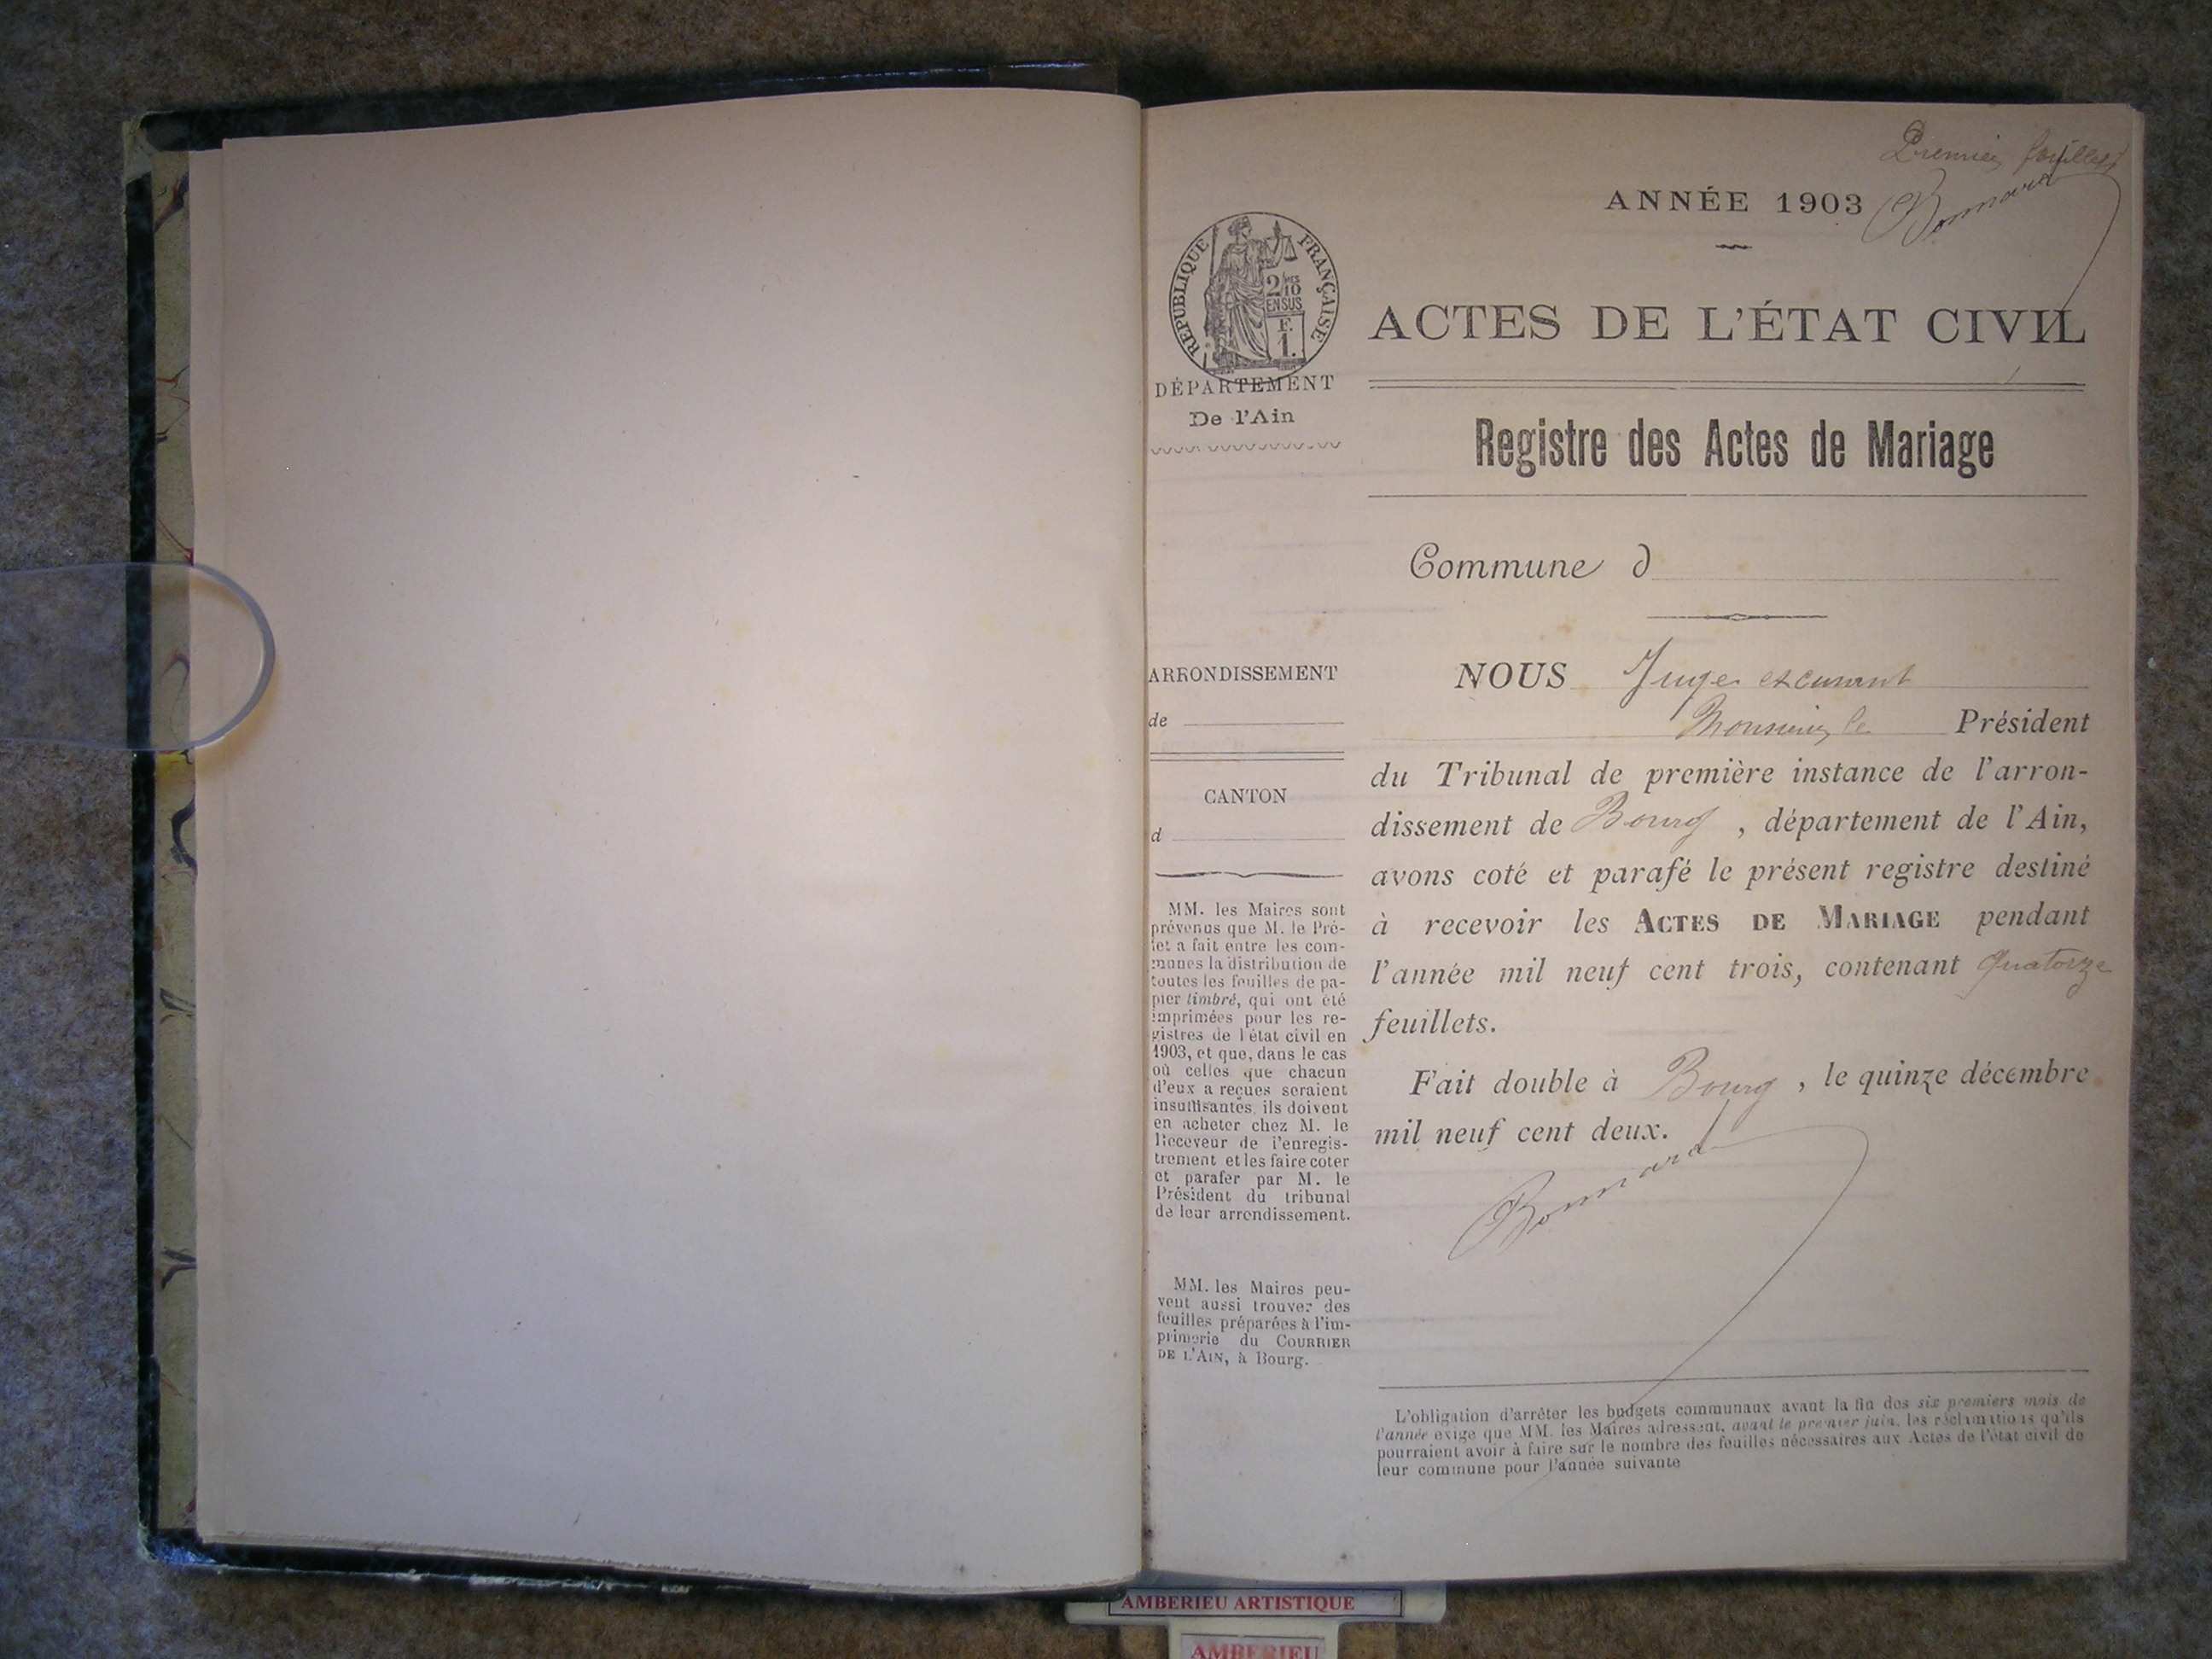 Premier feuillet
Bonnard
ANNÉE 1903
RÉPUBLIQUE FRANÇAISE
2/10 MES
EN SUS
F.
1.
ACTES DE L'ÉTAT CIVIL
DÉPARTEMENT
De l'Ain
Registre des Actes de Mariage
Commune d
ARRONDISSEMENT
de
CANTON
d
MM. les Maires sont
prévenus que M. le Pré-
fet a fait entre les com-
munes la distribution de
toutes les feuilles de pa-
pier timbré, qui ont été
imprimées pour les re-
gistres de l'état civil en
1903, et que, dans le cas
où celles que chacun
d'eux a reçues seraient
insuffisantes, ils doivent
en acheter chez M. le
Receveur de l'enregis-
trement et les faire coter
et parafer par M. le
Président du tribunal
de leur arrondissement.
MM. les Maires peu-
vent aussi trouver des
feuilles préparées à l'im-
primerie du COURRIER
DE L'AIN, à Bourg.
NOUS Juge
Monsieur le Président
du Tribunal de première instance de l'arron-
dissement de Bourg, département de l'Ain,
avons coté et parafé le présent registre destiné
à recevoir les ACTES DE MARIAGE pendant
l'année mil neuf cent trois, contenant Quatorze
feuillets.
Fait double à Bourg, le quinze décembre
mil neuf cent deux.
Bonnard
L'obligation d'arrêter les budgets communaux avant la fin des six premiers mois de
l'année exige que MM. les Maires adressent, avant le premier juin, les réclamations qu'ils
pourraient avoir à faire sur le nombre des feuilles nécessaires aux Actes de l'état civil de
leur commune pour l'année suivante
AMBERIEU ARTISTIQUE
AMBERIEU